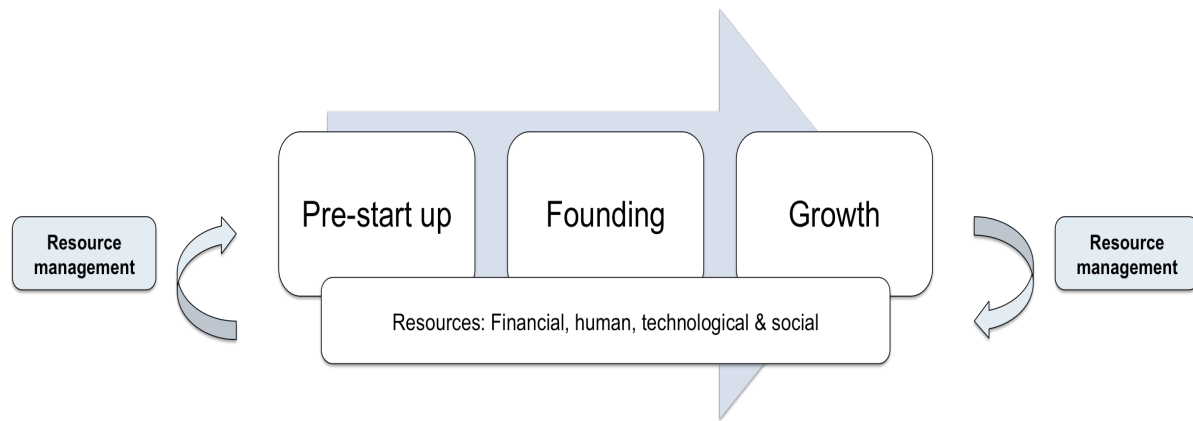 Pre-start up
Founding
Growth
Resource
management
Resource
management
Resources: Financial, human, technological & social